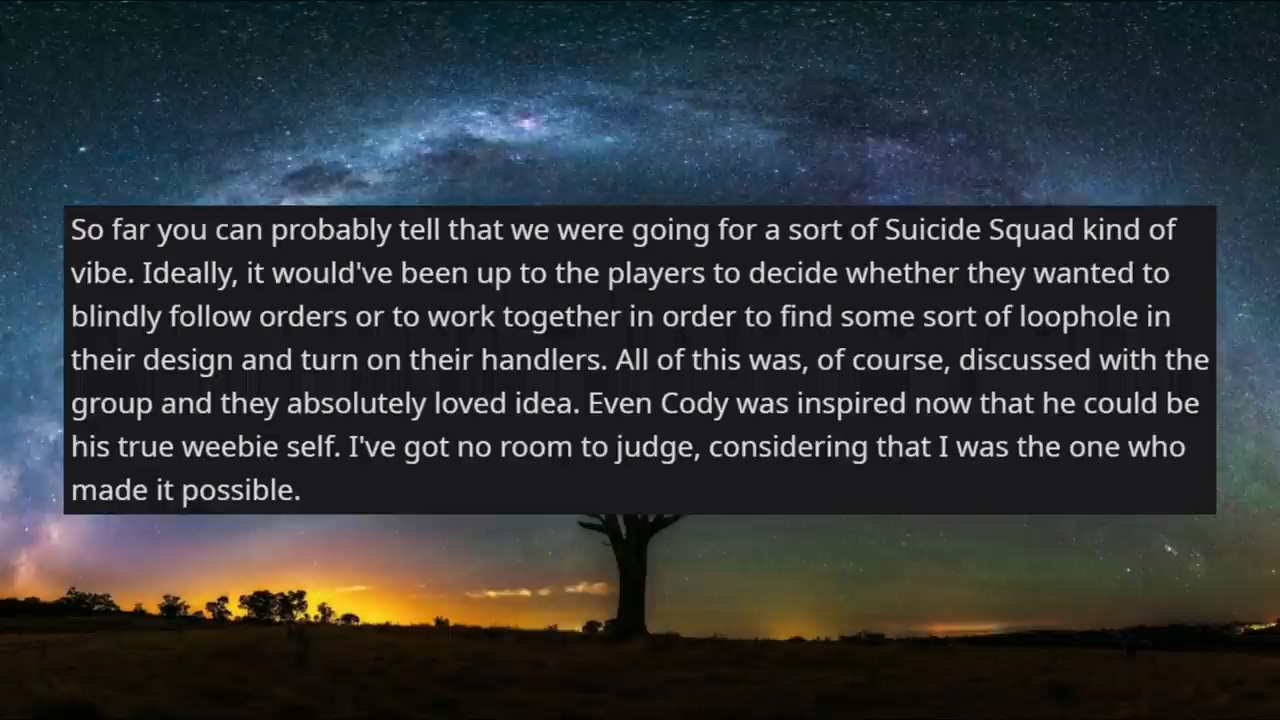 So far you can probably tell that we were going for a sort of Suicide Squad kind of
vibe. Ideally, it would've been up to the players to decide whether they wanted to
blindly follow orders or to work together in order to find some sort of loophole in
their design and turn on their handlers. All of this was, of course, discussed with the
group and they absolutely loved idea. Even Cody was inspired now that he could be
his true weebie self. I've got no room to judge, considering that I was the one who
made it possible.